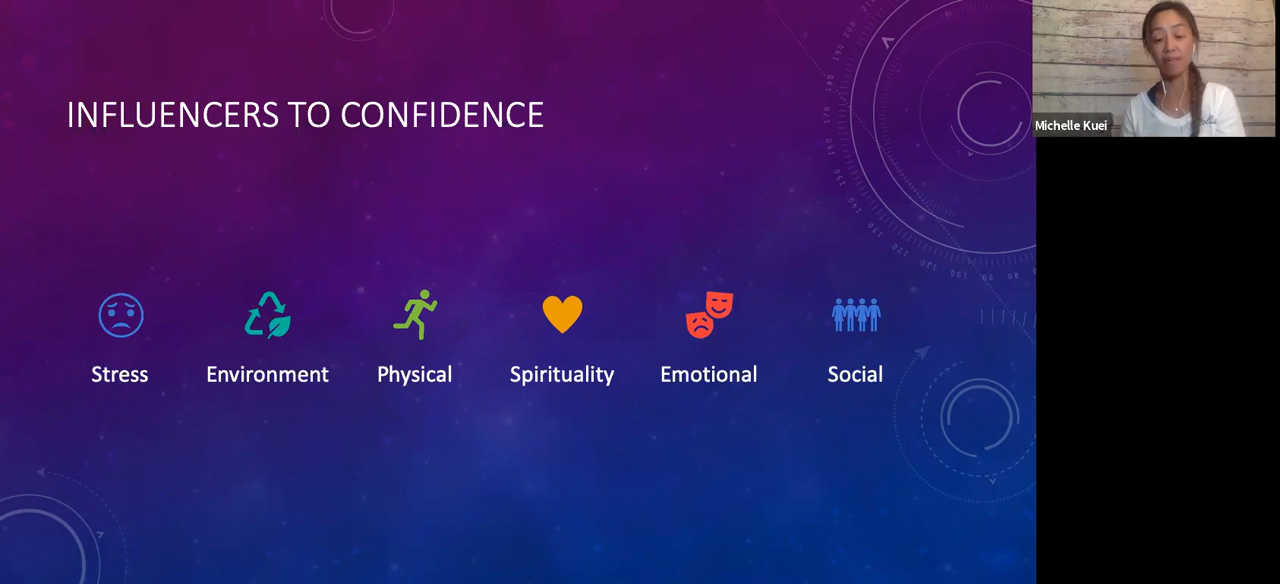 INFLUENCERS TO CONFIDENCE
Michelle Kuei
Stress
Environment
Physical
Spirituality
Emotional
Social